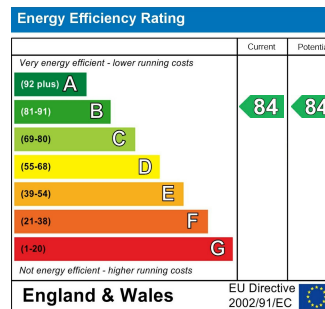 Energy Efficiency Rating
Current Potentia
Very energy efficient - lower running costs
(92 plus) A
(81-91) B 84 84
(69-80) C
(55-68) D
(39-54) E
(21-38) F
(1-20) G
Not energy efficient - higher running costs
England & Wales
EU Directive
2002/91/EC